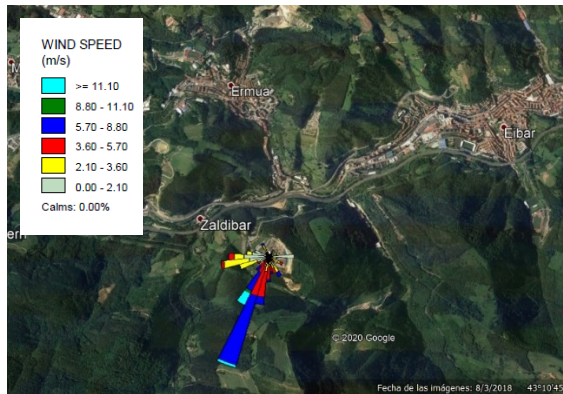 WIND SPEED
(m/s)
>= 11.10
8.80 - 11.10
5.70 - 8.80
3.60 - 5.70
2.10 - 3.60
0.00 - 2.10
Calms: 0.00%
Ermua
Eibar
Zaldibar
© 2020 Google
Fecha de las imágenes: 8/3/2018 43°10'45